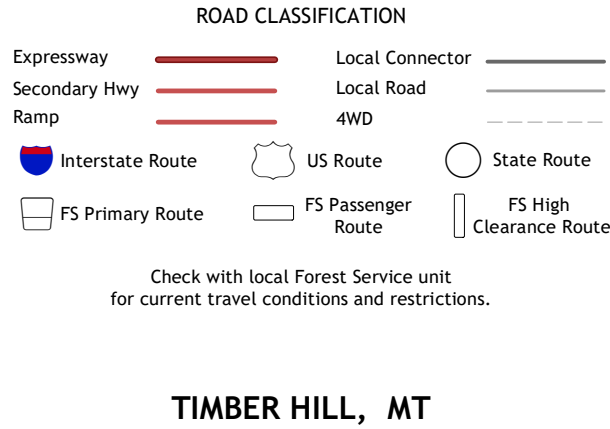 ROAD CLASSIFICATION
Expressway
Local Connector
Secondary Hwy
Local Road
Ramp
4WD
Interstate Route
US Route
State Route
FS Primary Route
FS Passenger
Route
FS High
Clearance Route
Check with local Forest Service unit
for current travel conditions and restrictions.
TIMBER HILL, MT